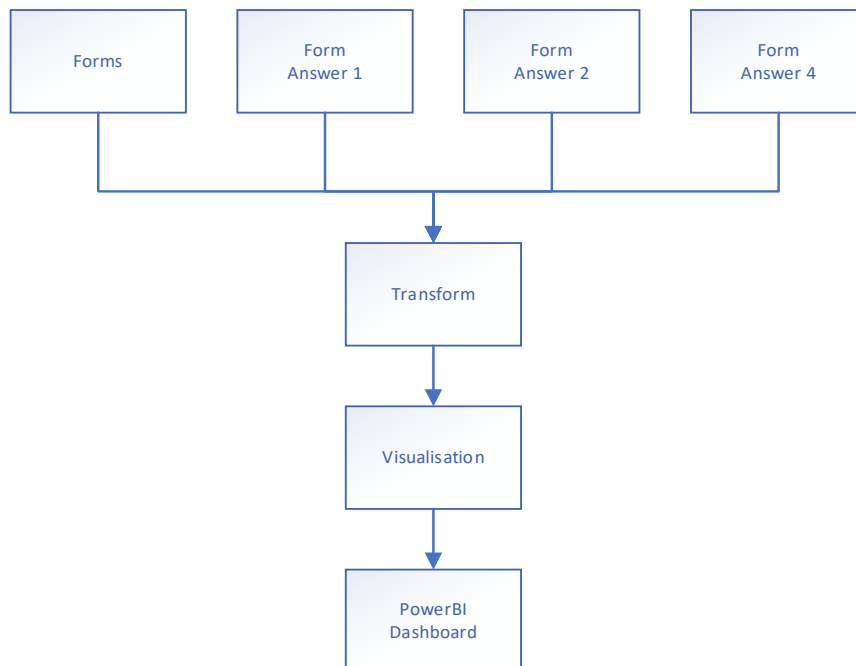 Forms
Form
Answer 1
Form
Answer 2
Form
Answer 4
Transform
Visualisation
PowerBI
Dashboard